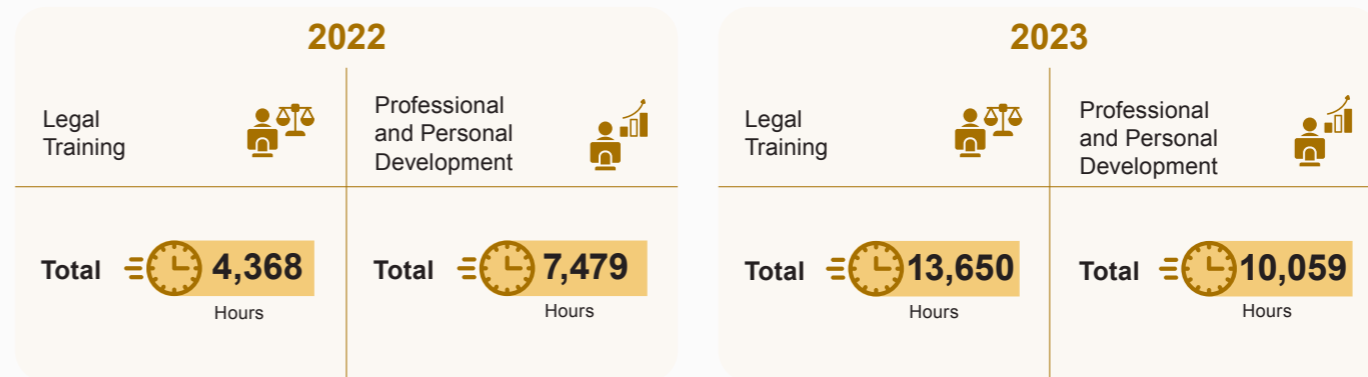 2022
Legal
Training
Professional
and Personal
Development
Total
4,368
Hours
Total
7,479
Hours
2023
Legal
Training
Professional
and Personal
Development
Total
13,650
Hours
Total
10,059
Hours